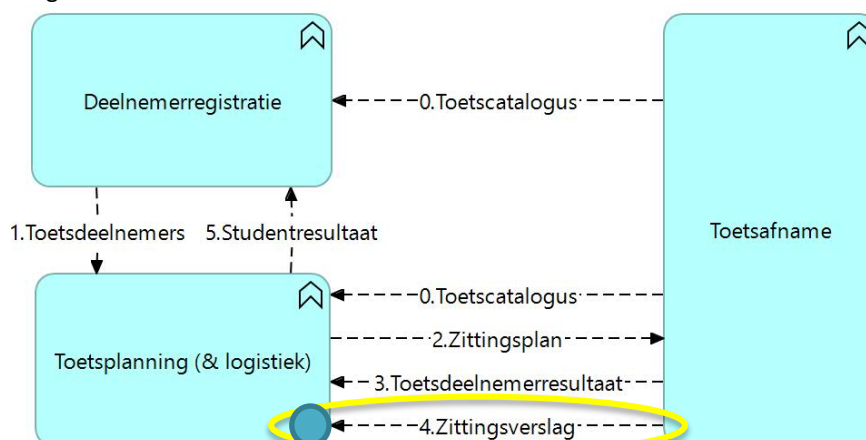 Deelnemerregistratie
0.Toetscatalogus
1.Toetsdeelnemers
5.Studentresultaat
Toetsafname
0.Toetscatalogus
2.Zittingsplan
Toetsplanning (& logistiek)
3.Toetsdeelnemerresultaat
4.Zittingsverslag